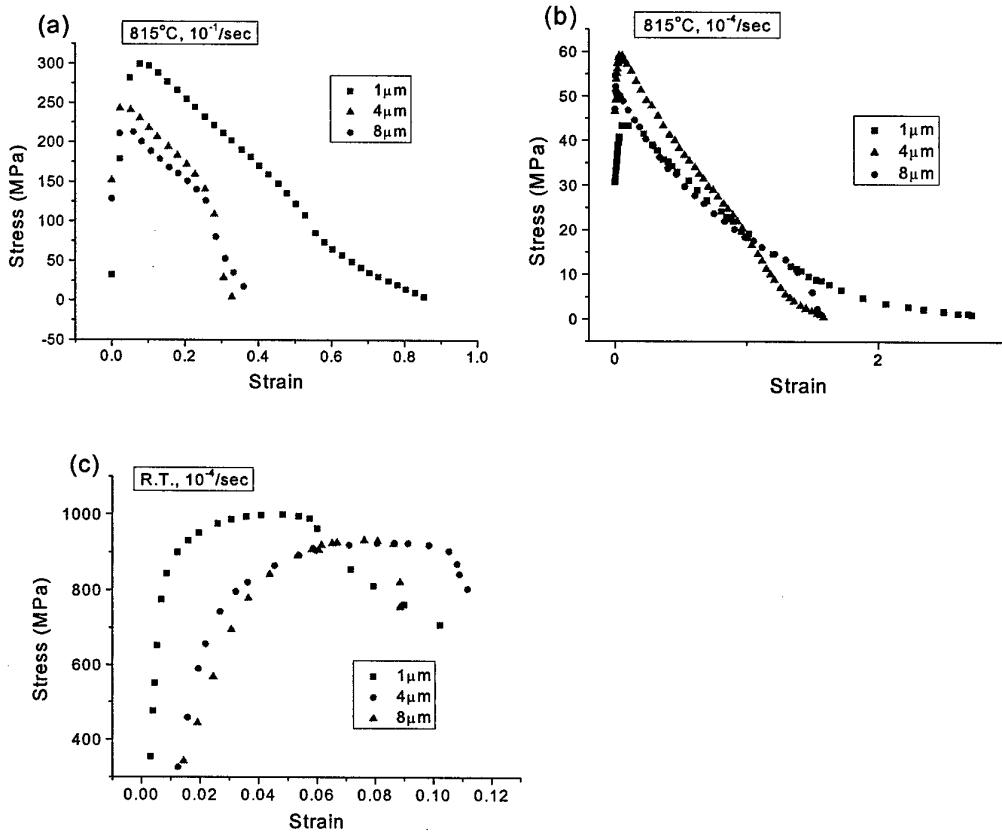 (a)
815°C, 10⁻¹/sec
1μm
4μm
8μm
300
250
200
150
100
50
0
-50
0.0
0.2
0.4
0.6
0.8
1.0
Stress (MPa)
Strain
(b)
815°C, 10⁻⁴/sec
1μm
4μm
8μm
60
50
40
30
20
10
0
0
2
Stress (MPa)
Strain
(c)
R.T., 10⁻⁴/sec
1μm
4μm
8μm
1000
800
600
400
0.00
0.02
0.04
0.06
0.08
0.10
0.12
Stress (MPa)
Strain